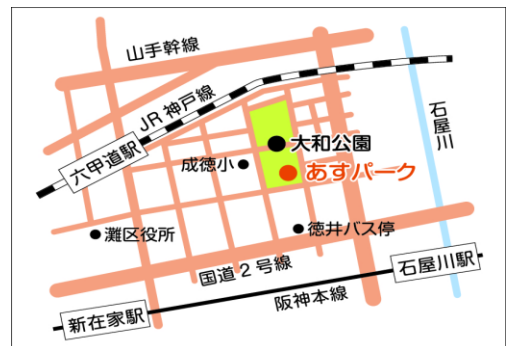 山手幹線
JR神戸線
石屋川
六甲道駅
大和公園
成徳小
あすパーク
灘区役所
徳井バス停
国道2号線
石屋川駅
阪神本線
新在家駅